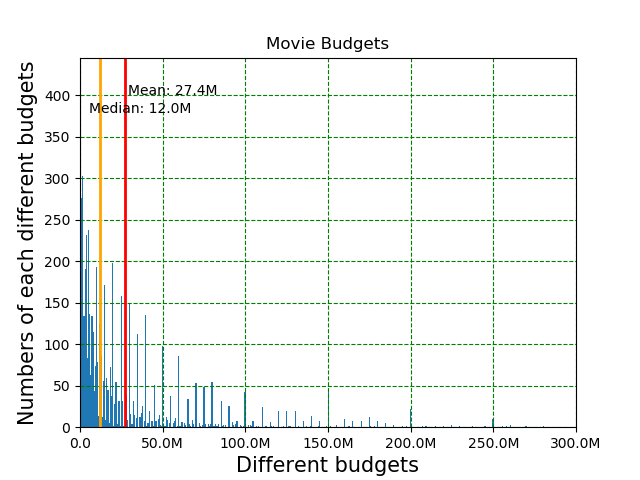 Movie Budgets
Mean: 27.4M
Median: 12.0M
Numbers of each different budgets
400
350
300
250
200
150
100
50
0
0.0 50.0M 100.0M 150.0M 200.0M 250.0M 300.0M
Different budgets